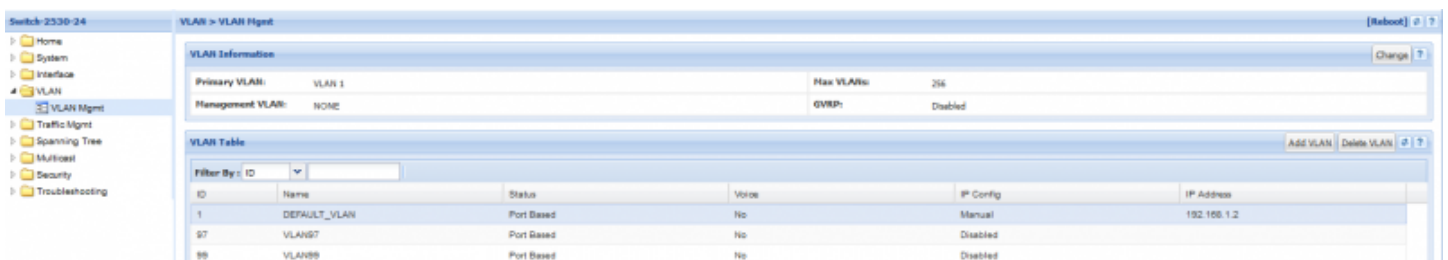 Switch-2530-24
Home
System
Interface
VLAN
VLAN Mgmt
Traffic Mgmt
Spanning Tree
Multicast
Security
Troubleshooting
VLAN > VLAN Mgmt [Reboot] ?
VLAN Information Change ?
Primary VLAN: VLAN 1 Max VLANs: 256
Management VLAN: NONE GVRP: Disabled
VLAN Table Add VLAN Delete VLAN ?
Filter By: ID
ID Name Status Voice IP Config IP Address
1 DEFAULT_VLAN Port Based No Manual 192.168.1.2
97 VLAN97 Port Based No Disabled
99 VLAN99 Port Based No Disabled